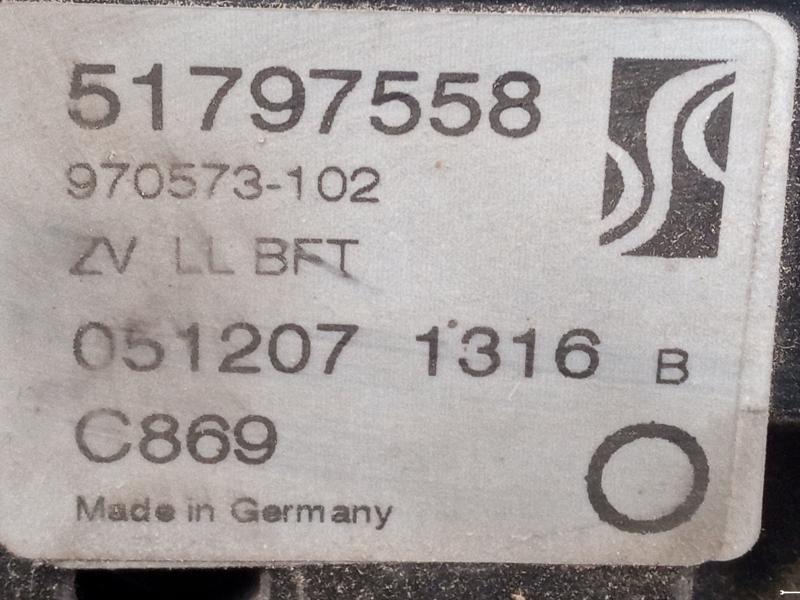 51797558
970573-102
ZV LL BFT
051207 1316 B
C869
Made in Germany